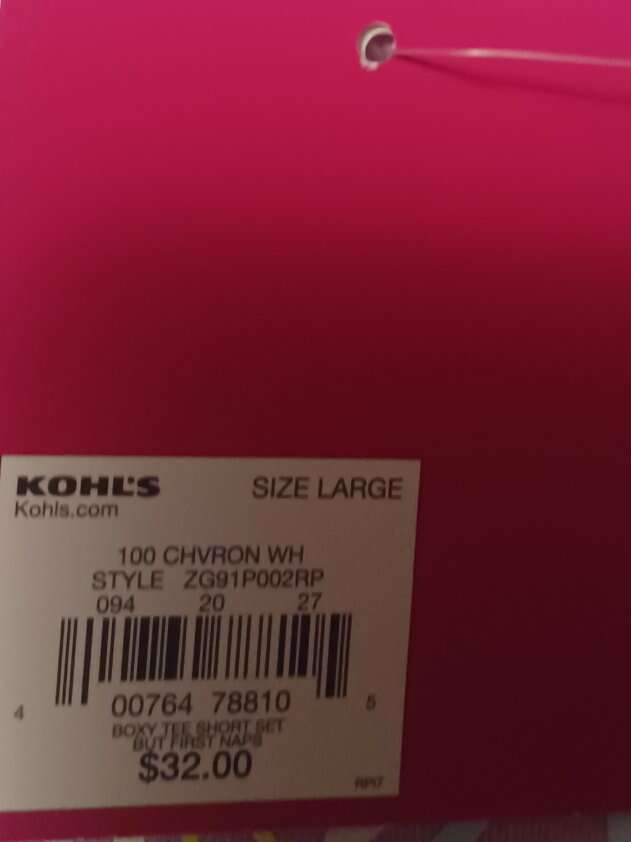 KOHL'S SIZE LARGE
Kohls.com
100 CHVRON WH
STYLE ZG91P002RP
094 20 27
4 00764 78810 5
BOXY TEE SHORT SET
BUT FIRST NAPS
$32.00